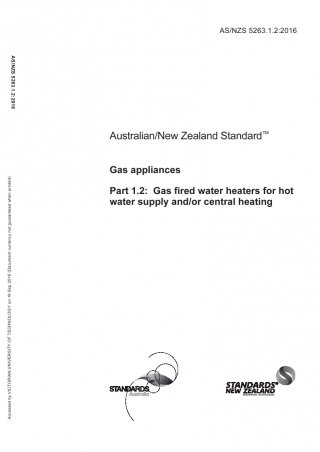 AS/NZS 5263.1.2:2016
AS/NZS 5263.1.2:2016
Australian/New Zealand Standard™
Gas appliances
Part 1.2: Gas fired water heaters for hot
water supply and/or central heating
Accessed by VICTORIAN UNIVERSITY OF TECHNOLOGY on 16 Sep 2016 (Document currency not guaranteed when printed)
STANDARDS
Australia
STANDARDS
NEW ZEALAND